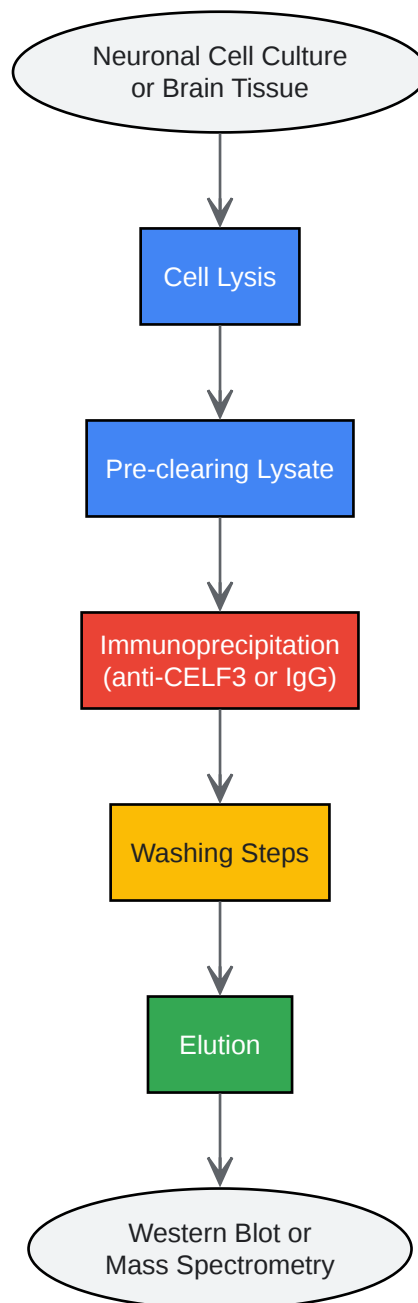 Neuronal Cell Culture
or Brain Tissue
Cell Lysis
Pre-clearing Lysate
Immunoprecipitation
(anti-CELF3 or IgG)
Washing Steps
Elution
Western Blot or
Mass Spectrometry